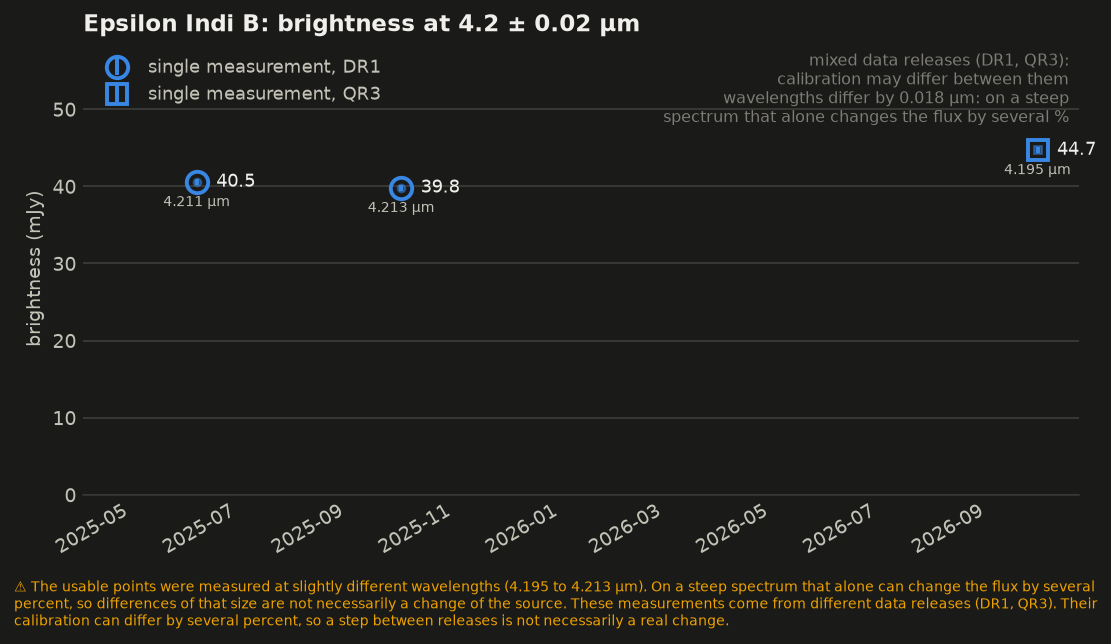 Epsilon Indi B: brightness at 4.2 ± 0.02 µm
single measurement, DR1
single measurement, QR3
mixed data releases (DR1, QR3):
calibration may differ between them
wavelengths differ by 0.018 µm: on a steep
spectrum that alone changes the flux by several %
brightness (mJy)
50
40
30
20
10
0
40.5
4.211 µm
39.8
4.213 µm
44.7
4.195 µm
2025-05
2025-07
2025-09
2025-11
2026-01
2026-03
2026-05
2026-07
2026-09
⚠ The usable points were measured at slightly different wavelengths (4.195 to 4.213 µm). On a steep spectrum that alone can change the flux by several
percent, so differences of that size are not necessarily a change of the source. These measurements come from different data releases (DR1, QR3). Their
calibration can differ by several percent, so a step between releases is not necessarily a real change.